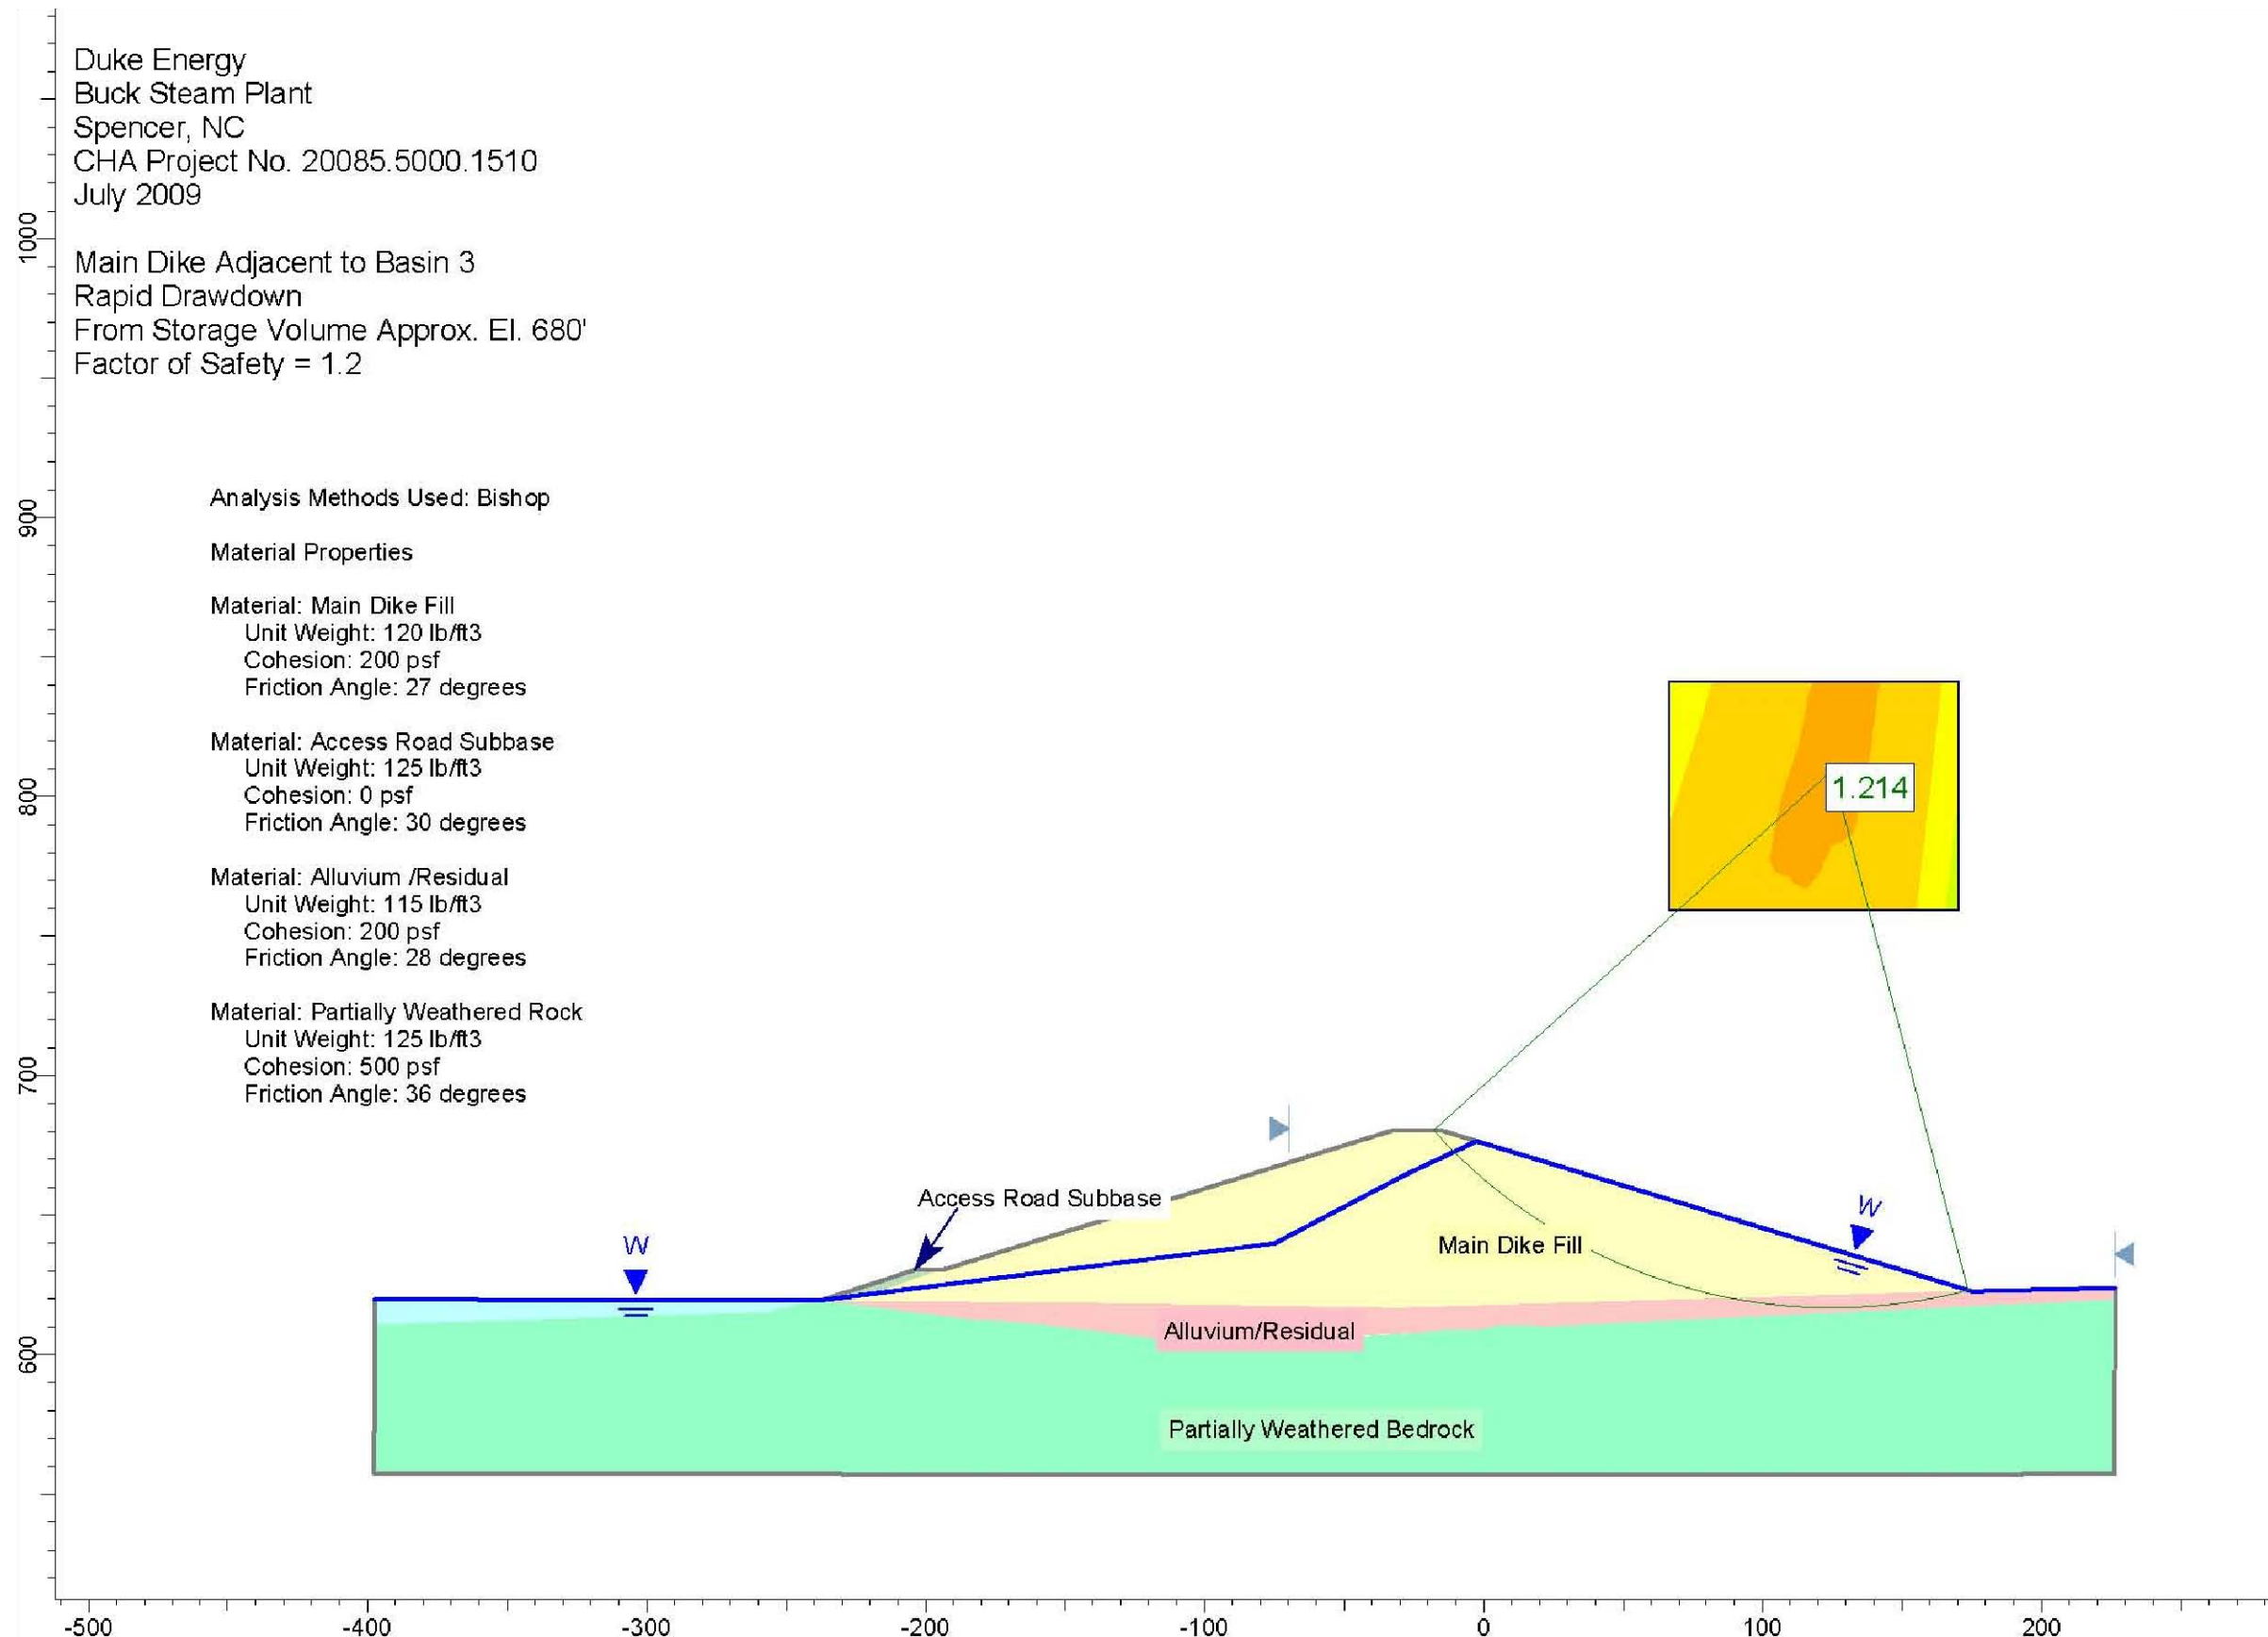 Duke Energy
Buck Steam Plant
Spencer, NC
CHA Project No. 20085.5000.1510
July 2009
Main Dike Adjacent to Basin 3
Rapid Drawdown
From Storage Volume Approx. El. 680'
Factor of Safety = 1.2
Analysis Methods Used: Bishop
Material Properties
Material: Main Dike Fill
Unit Weight: 120 lb/ft3
Cohesion: 200 psf
Friction Angle: 27 degrees
Material: Access Road Subbase
Unit Weight: 125 lb/ft3
Cohesion: 0 psf
Friction Angle: 30 degrees
Material: Alluvium /Residual
Unit Weight: 115 lb/ft3
Cohesion: 200 psf
Friction Angle: 28 degrees
Material: Partially Weathered Rock
Unit Weight: 125 lb/ft3
Cohesion: 500 psf
Friction Angle: 36 degrees
1.214
Access Road Subbase
W
W
Main Dike Fill
Alluvium/Residual
Partially Weathered Bedrock
1000
900
800
700
600
-500 -400 -300 -200 -100 0 100 200